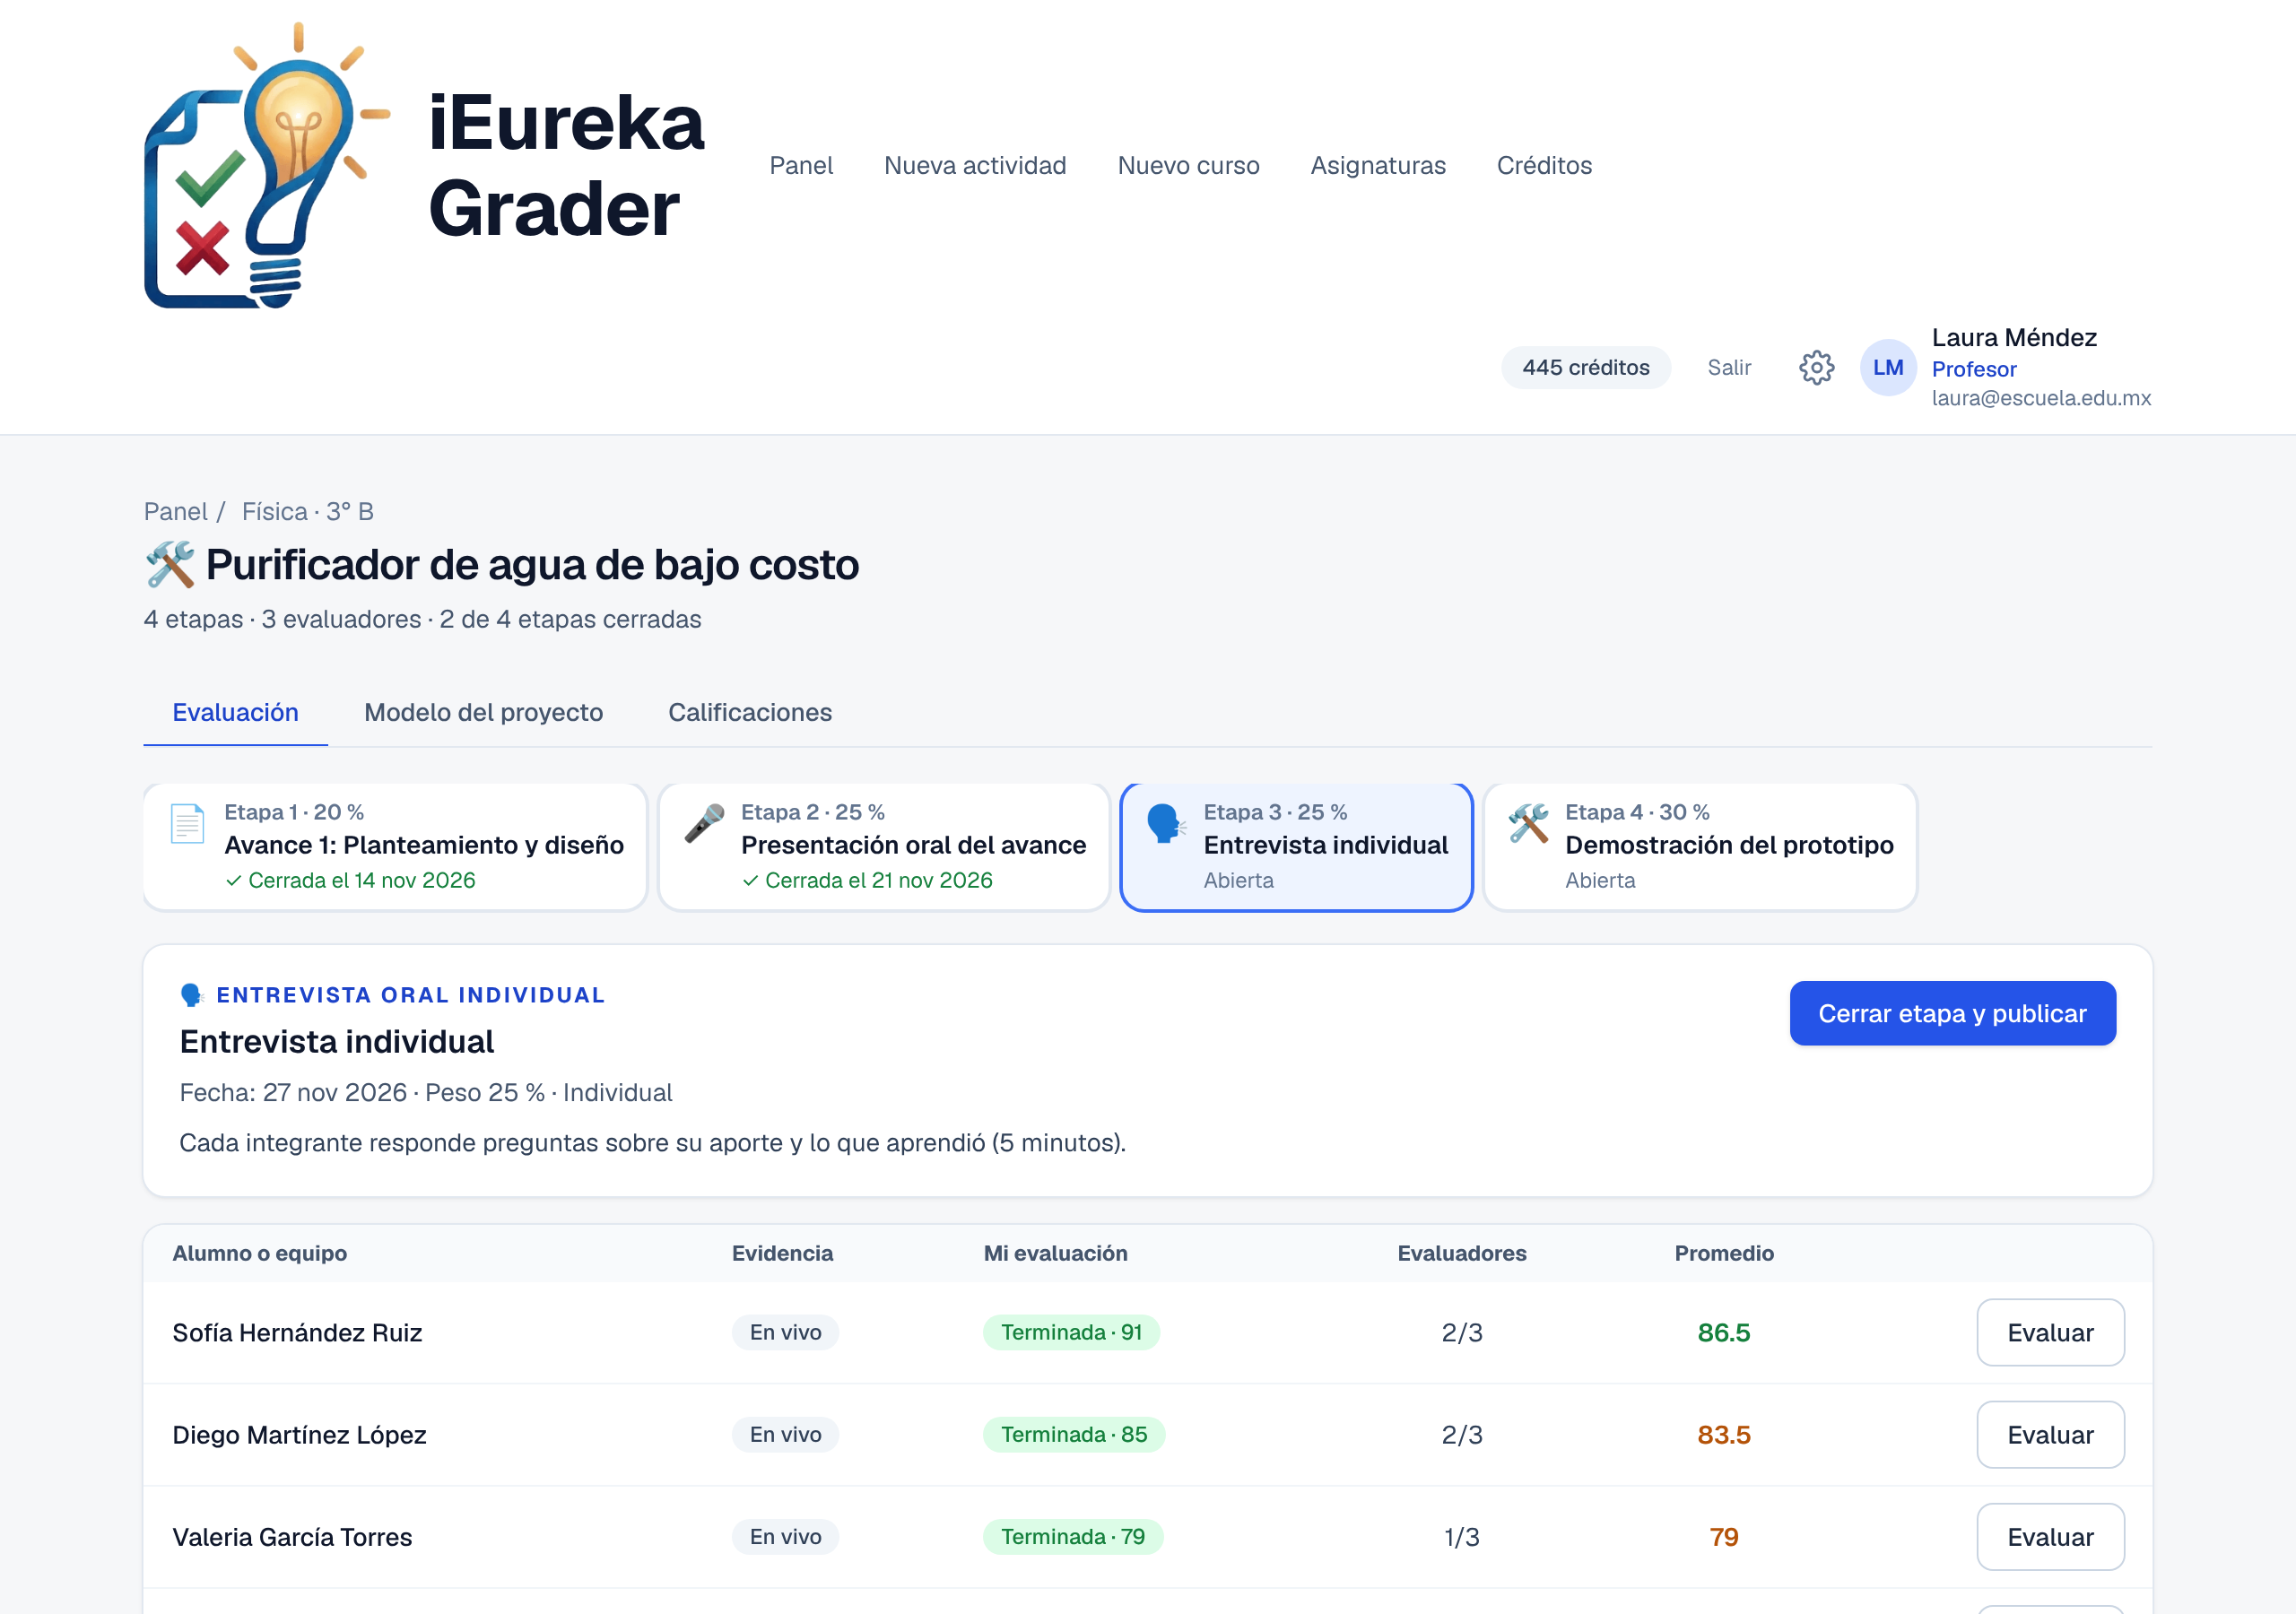 iEureka
Grader
Panel
Nueva actividad
Nuevo curso
Asignaturas
Créditos
445 créditos
Salir
LM
Laura Méndez
Profesor
laura@escuela.edu.mx
Panel / Física · 3° B
Purificador de agua de bajo costo
4 etapas · 3 evaluadores · 2 de 4 etapas cerradas
Evaluación
Modelo del proyecto
Calificaciones
Etapa 1 · 20 %
Avance 1: Planteamiento y diseño
✓ Cerrada el 14 nov 2026
Etapa 2 · 25 %
Presentación oral del avance
✓ Cerrada el 21 nov 2026
Etapa 3 · 25 %
Entrevista individual
Abierta
Etapa 4 · 30 %
Demostración del prototipo
Abierta
ENTREVISTA ORAL INDIVIDUAL
Entrevista individual
Fecha: 27 nov 2026 · Peso 25 % · Individual
Cada integrante responde preguntas sobre su aporte y lo que aprendió (5 minutos).
Cerrar etapa y publicar
Alumno o equipo Evidencia Mi evaluación Evaluadores Promedio
Sofía Hernández Ruiz En vivo Terminada · 91 2/3 86.5 Evaluar
Diego Martínez López En vivo Terminada · 85 2/3 83.5 Evaluar
Valeria García Torres En vivo Terminada · 79 1/3 79 Evaluar